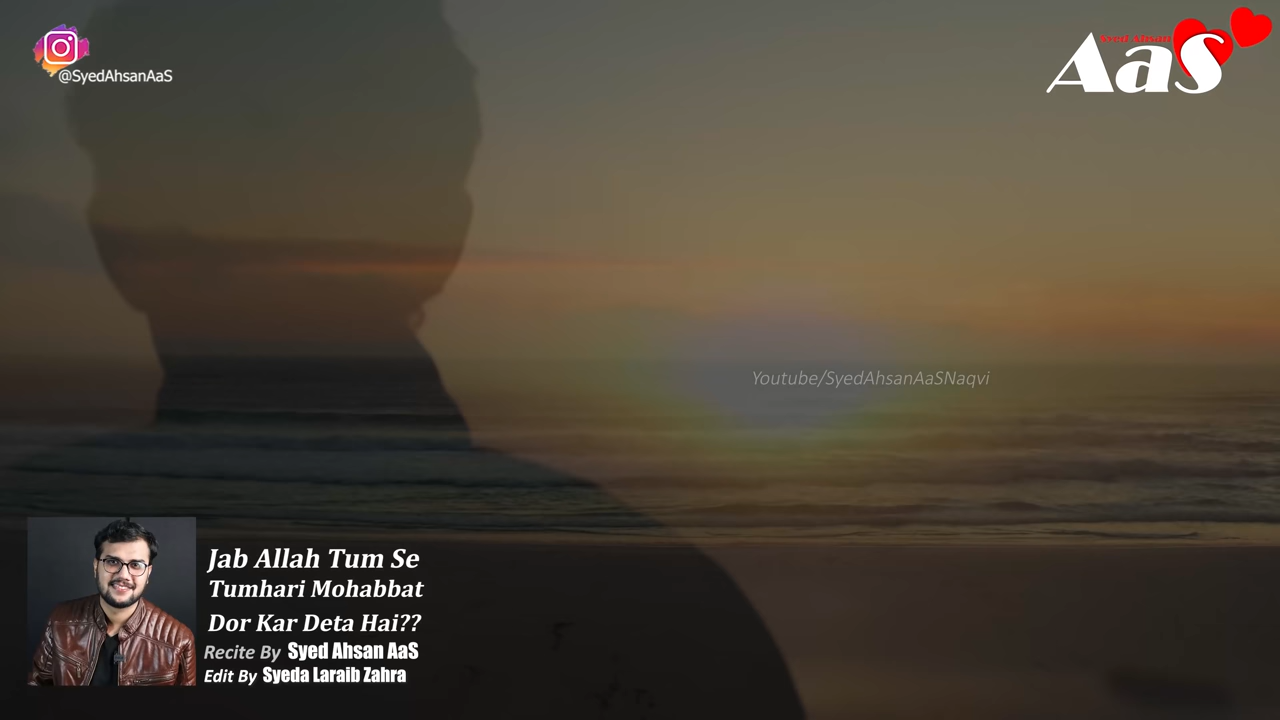 @SyedAhsanAaS
Syed Ahsan
AaS
Youtube/SyedAhsanAaSNaqvi
Jab Allah Tum Se
Tumhari Mohabbat
Dor Kar Deta Hai??
Recite By Syed Ahsan AaS
Edit By Syeda Laraib Zahra